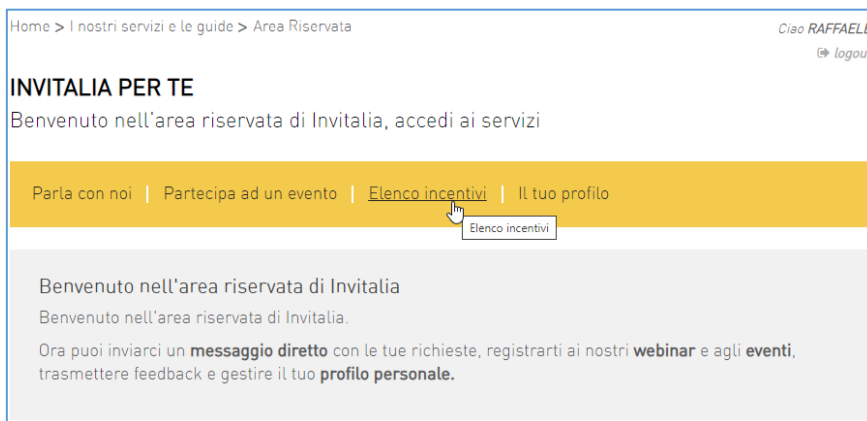 Home > I nostri servizi e le guide > Area Riservata
Ciao RAFFAELE
logou
INVITALIA PER TE
Benvenuto nell'area riservata di Invitalia, accedi ai servizi
Parla con noi | Partecipa ad un evento | Elenco incentivi | Il tuo profilo
Elenco incentivi
Benvenuto nell'area riservata di Invitalia
Benvenuto nell'area riservata di Invitalia.
Ora puoi inviarci un messaggio diretto con le tue richieste, registrarti ai nostri webinar e agli eventi,
trasmettere feedback e gestire il tuo profilo personale.